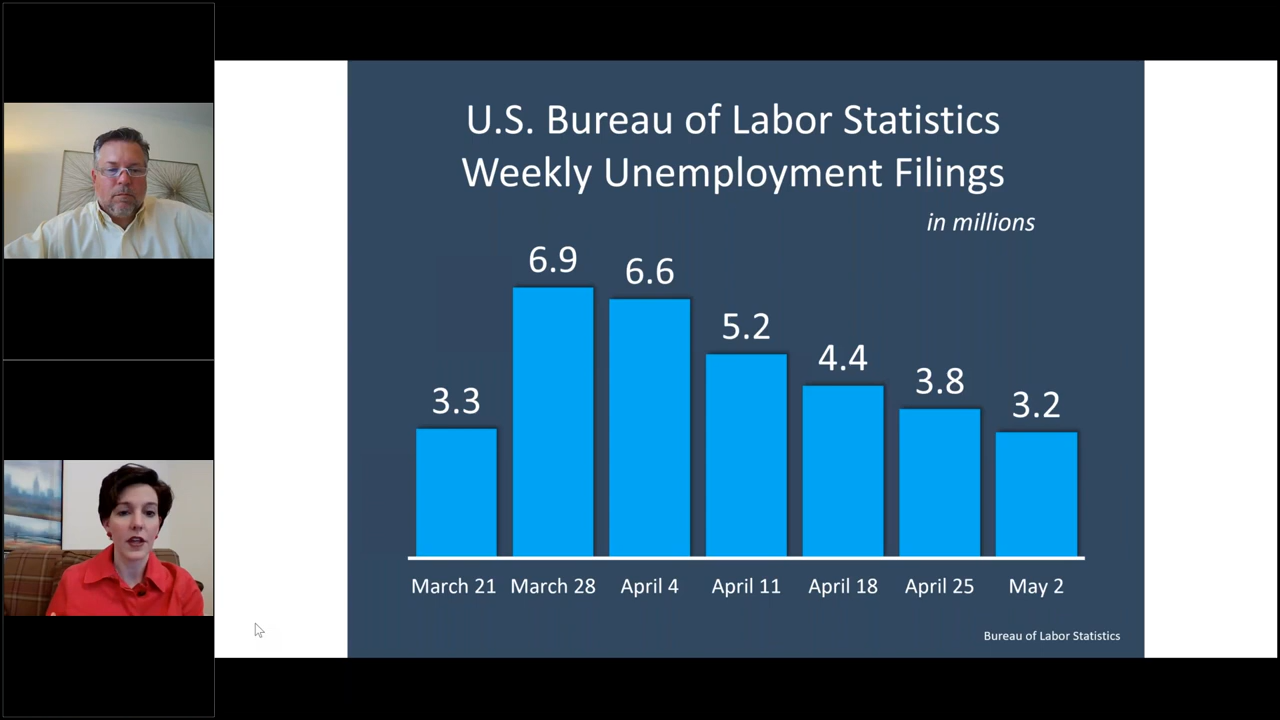 U.S. Bureau of Labor Statistics
Weekly Unemployment Filings
in millions
3.3
6.9
6.6
5.2
4.4
3.8
3.2
March 21
March 28
April 4
April 11
April 18
April 25
May 2
Bureau of Labor Statistics